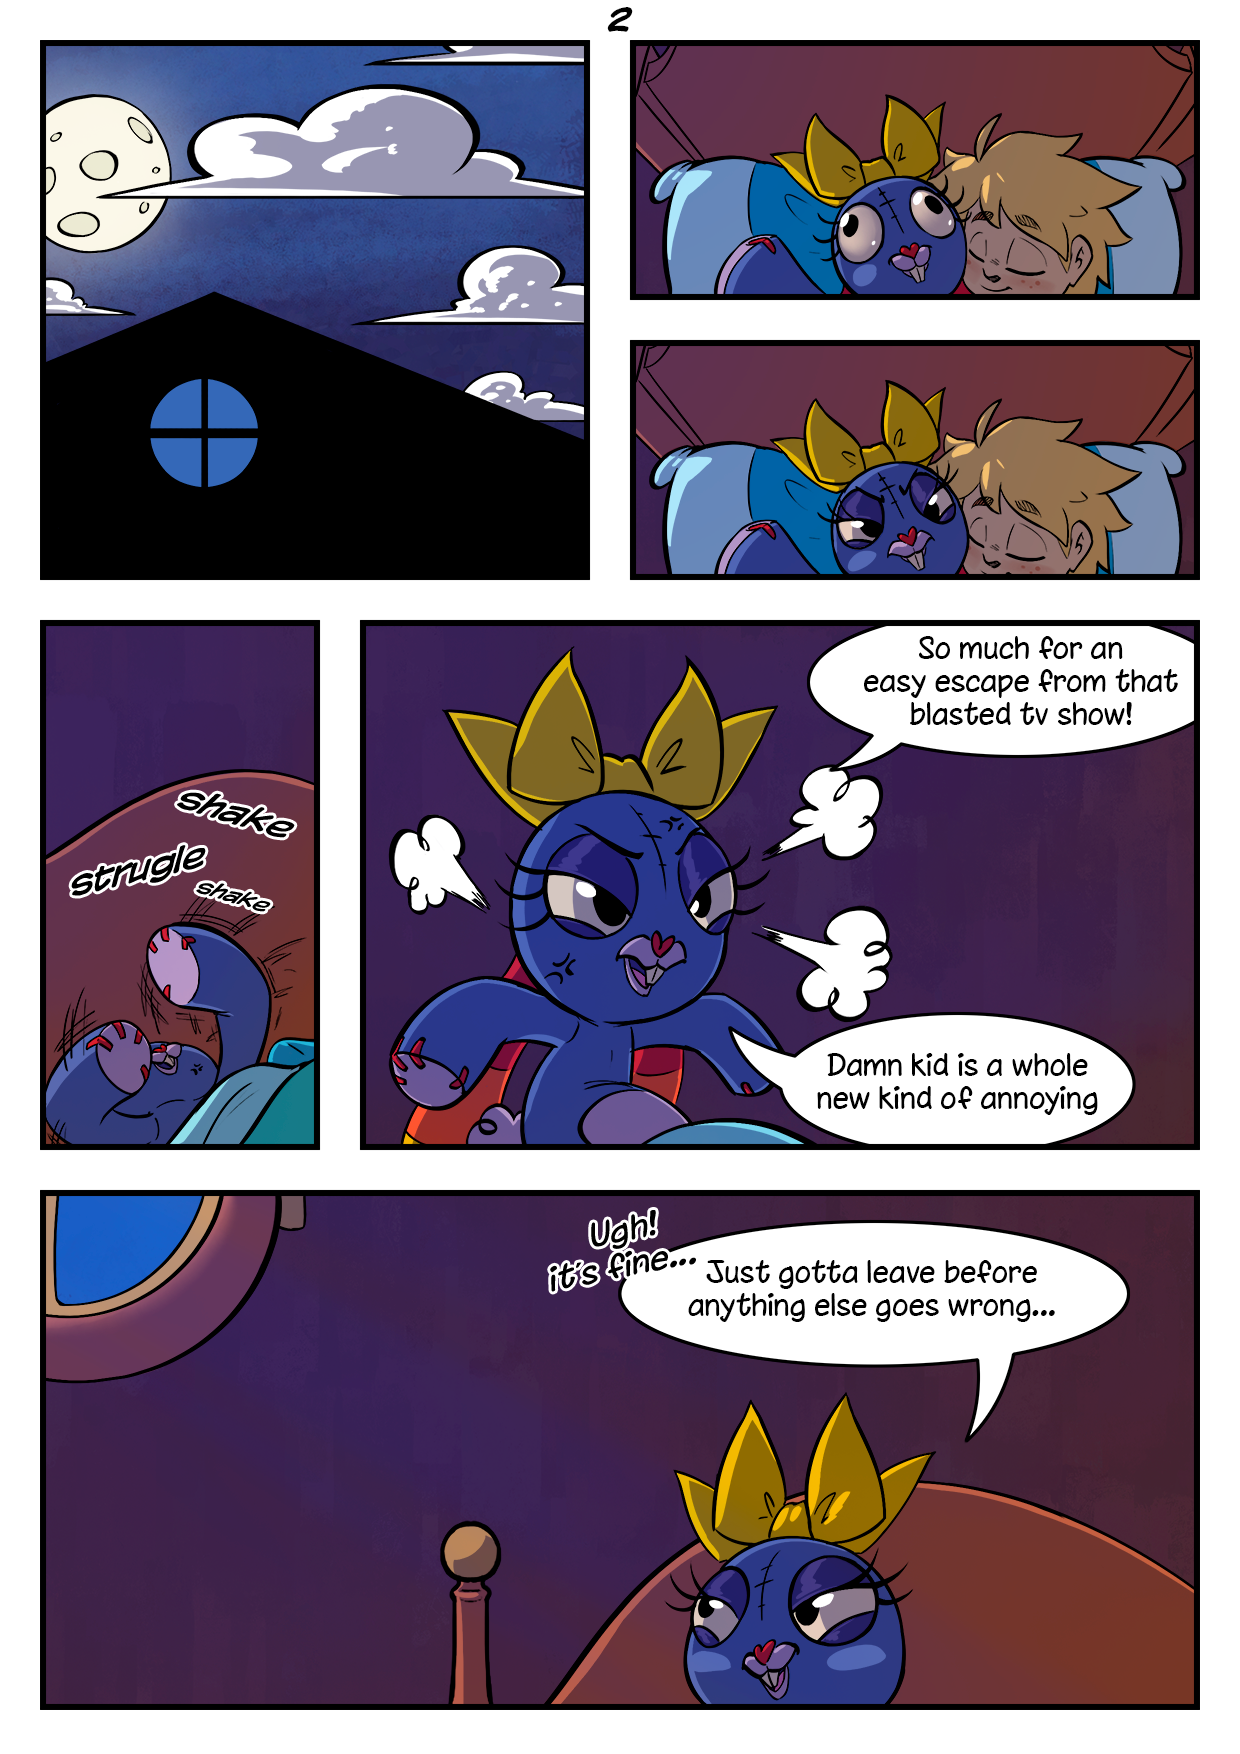 2
shake
strugle
shake
So much for an
easy escape from that
blasted tv show!
Damn kid is a whole
new kind of annoying
Ugh!
it's fine...
Just gotta leave before
anything else goes wrong...